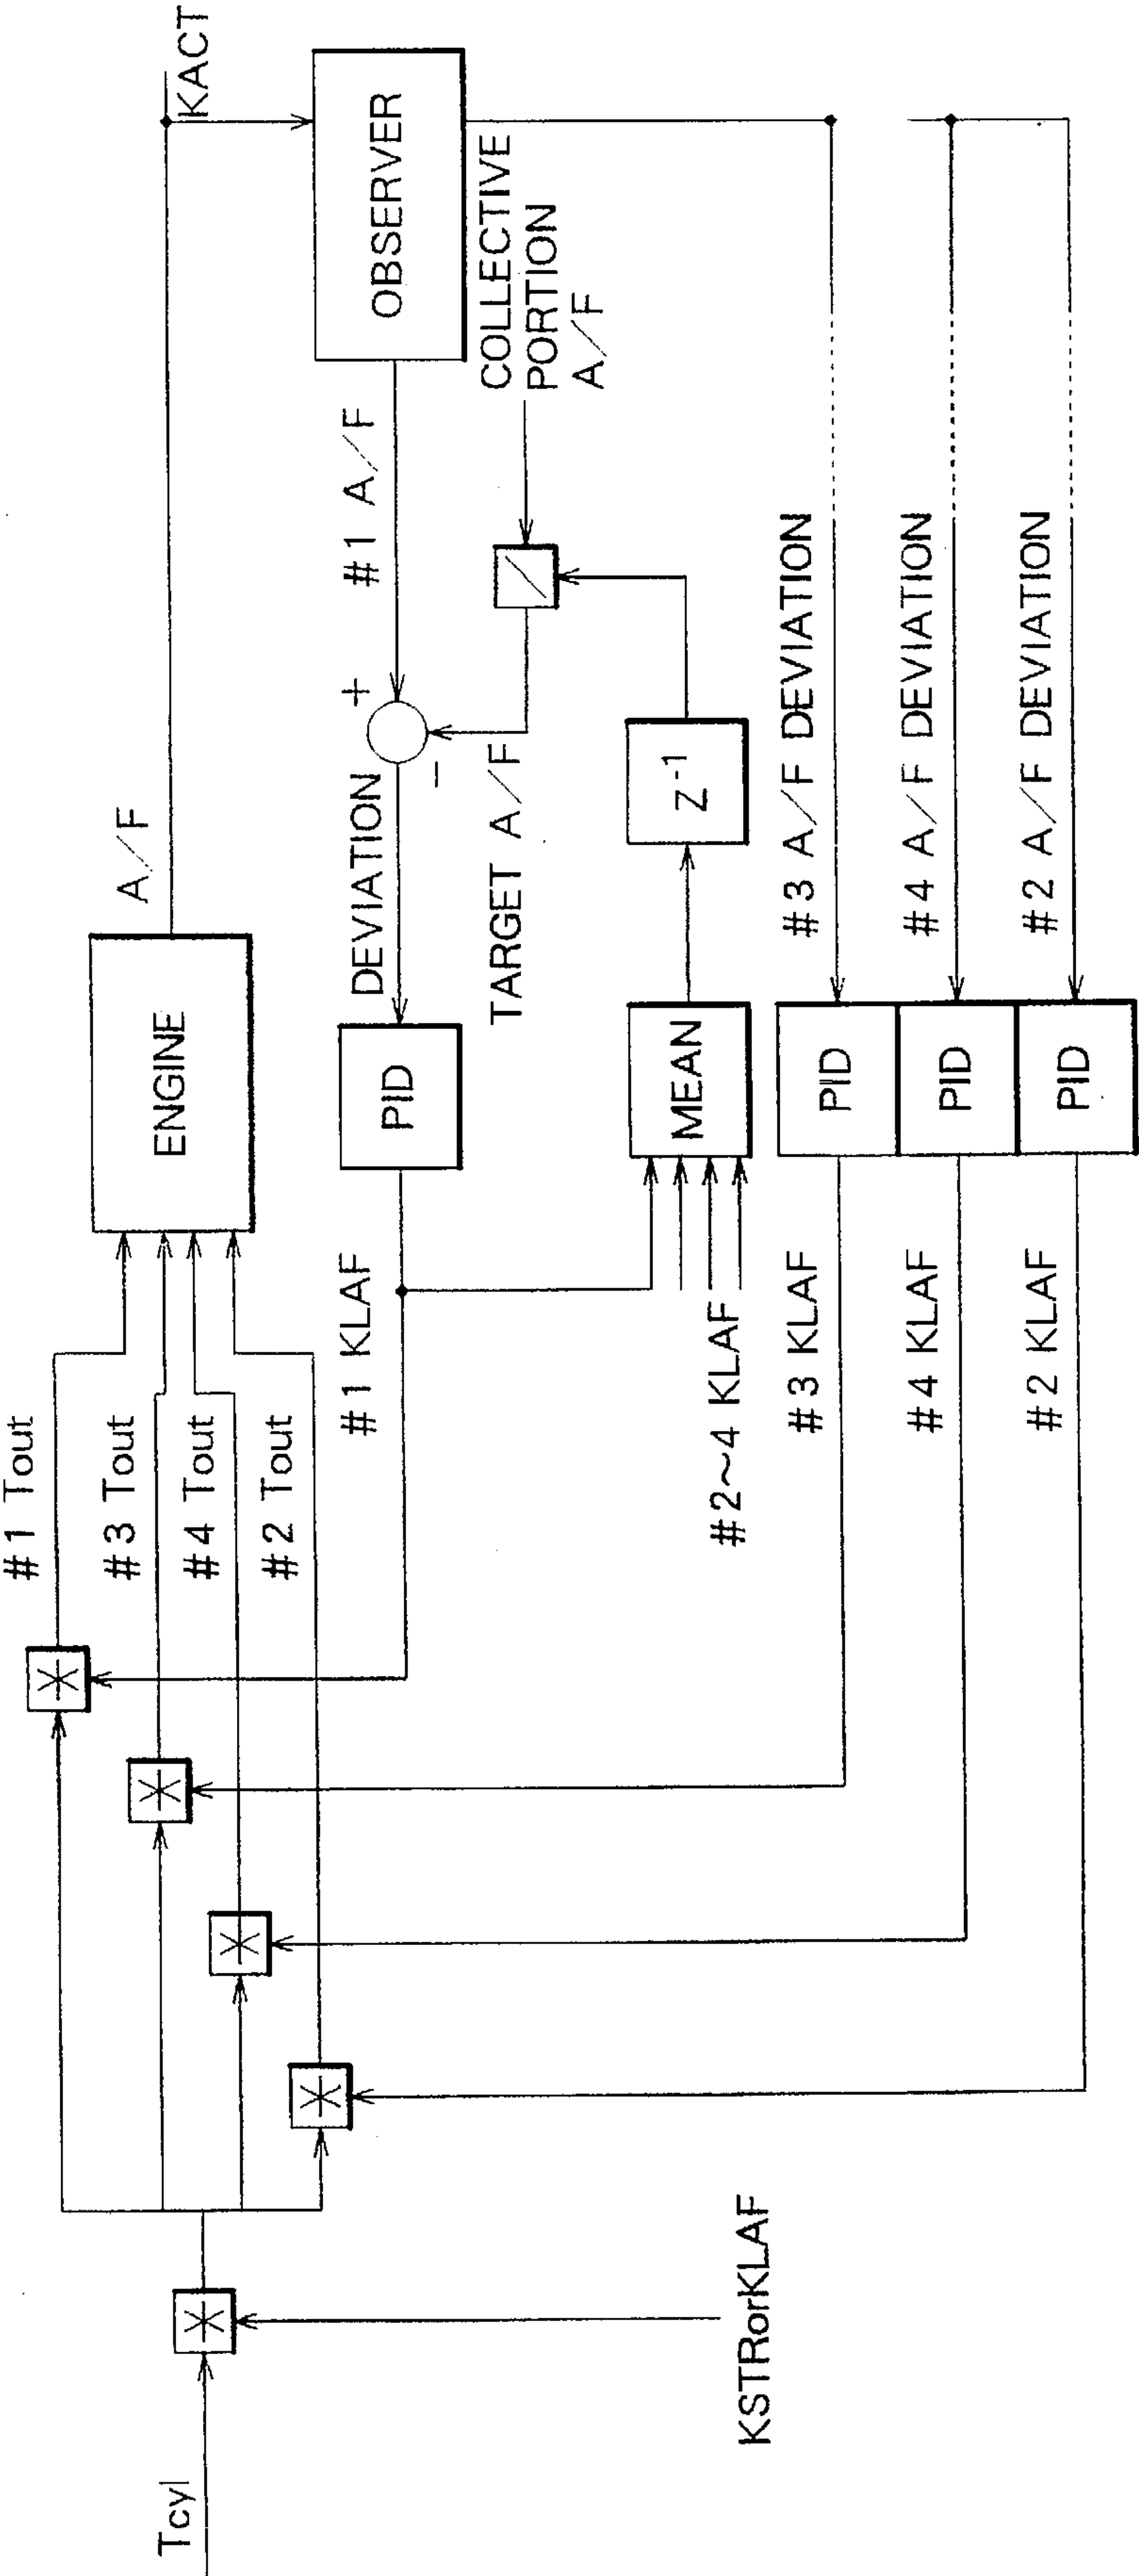 Tcyl
KSTRorKLAF
#1 Tout
#3 Tout
#4 Tout
#2 Tout
ENGINE
A/F
KACT
OBSERVER
#1 A/F
COLLECTIVE
PORTION
A/F
+
-
DEVIATION
TARGET A/F
PID
#1 KLAF
Z⁻¹
MEAN
#2~4 KLAF
#3 A/F DEVIATION
PID
#3 KLAF
#4 A/F DEVIATION
PID
#4 KLAF
#2 A/F DEVIATION
PID
#2 KLAF